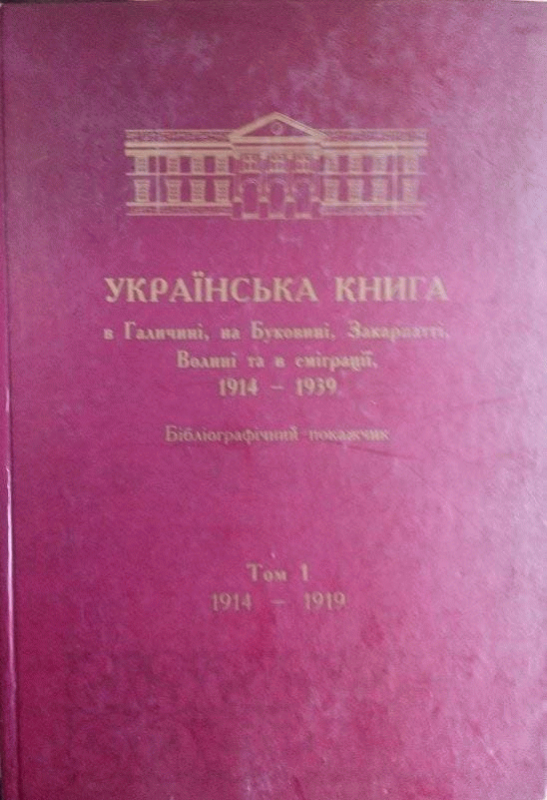 УКРАЇНСЬКА КНИГА
в Галичині, на Буковині, Закарпатті,
Волині та в еміграції,
1914 – 1939
Бібліографічний покажчик
Том 1
1914 – 1919